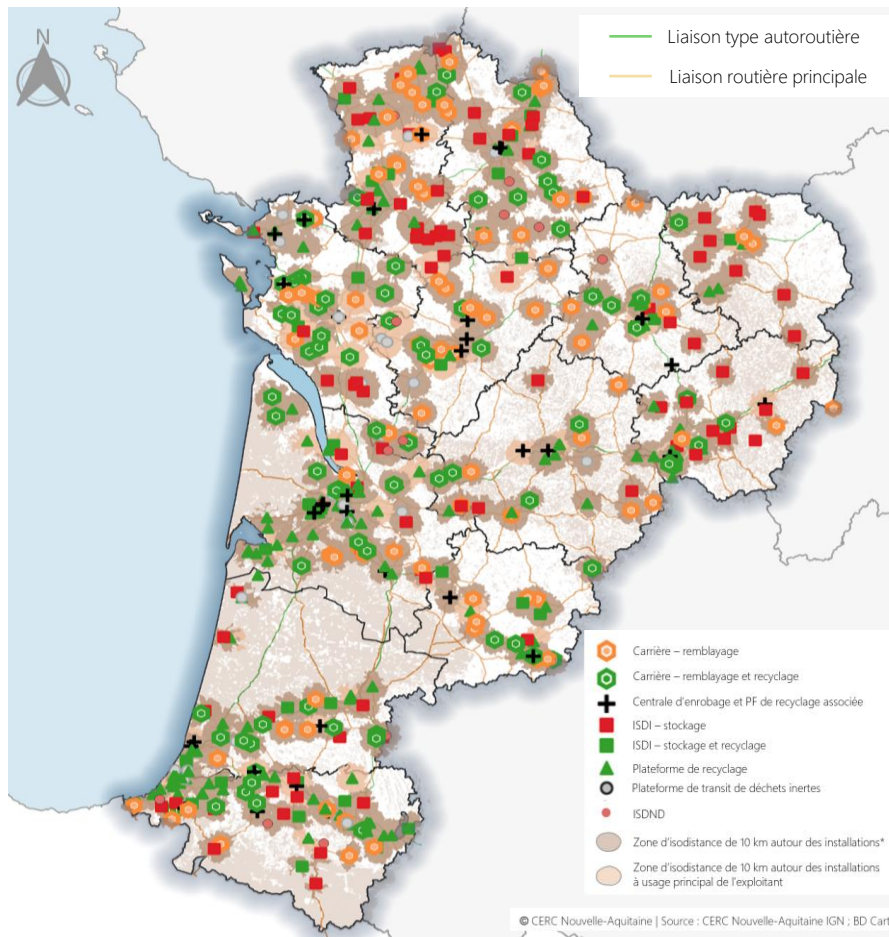 N
Liaison type autoroutière
Liaison routière principale
Carrière – remblayage
Carrière – remblayage et recyclage
Centrale d'enrobage et PF de recyclage associée
ISDI – stockage
ISDI – stockage et recyclage
Plateforme de recyclage
Plateforme de transit de déchets inertes
ISDND
Zone d'isodistance de 10 km autour des installations*
Zone d'isodistance de 10 km autour des installations
à usage principal de l'exploitant
© CERC Nouvelle-Aquitaine | Source : CERC Nouvelle-Aquitaine IGN ; BD Cart